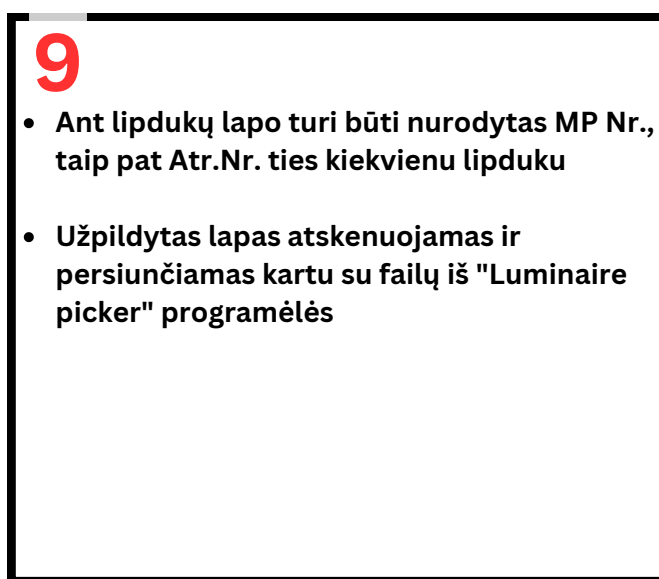 9
Ant lipdukų lapo turi būti nurodytas MP Nr.,
taip pat Atr.Nr. ties kiekvienu lipduku
Užpildytas lapas atskenuojamas ir
persiunčiamas kartu su failų iš "Luminaire
picker" programėlės